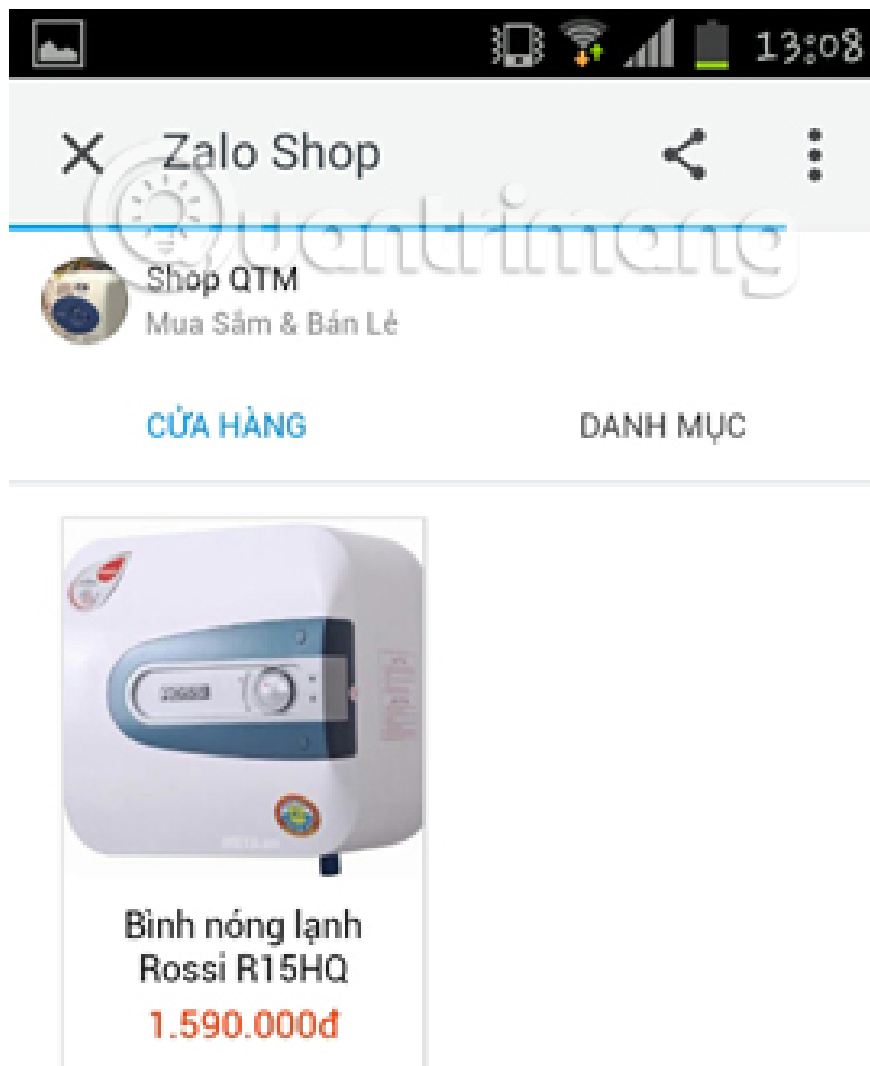 13:08
Zalo Shop
Quantrimang
Shop QTM
Mua Sắm & Bán Lẻ
CỬA HÀNG
DANH MỤC
Bình nóng lạnh
Rossi R15HQ
1.590.000đ